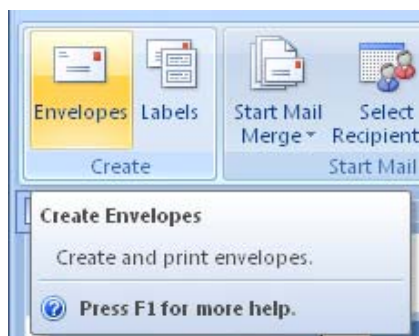 Envelopes Labels Start Mail Select
Merge Recipient
Create Start Mail
Create Envelopes
Create and print envelopes.
Press F1 for more help.